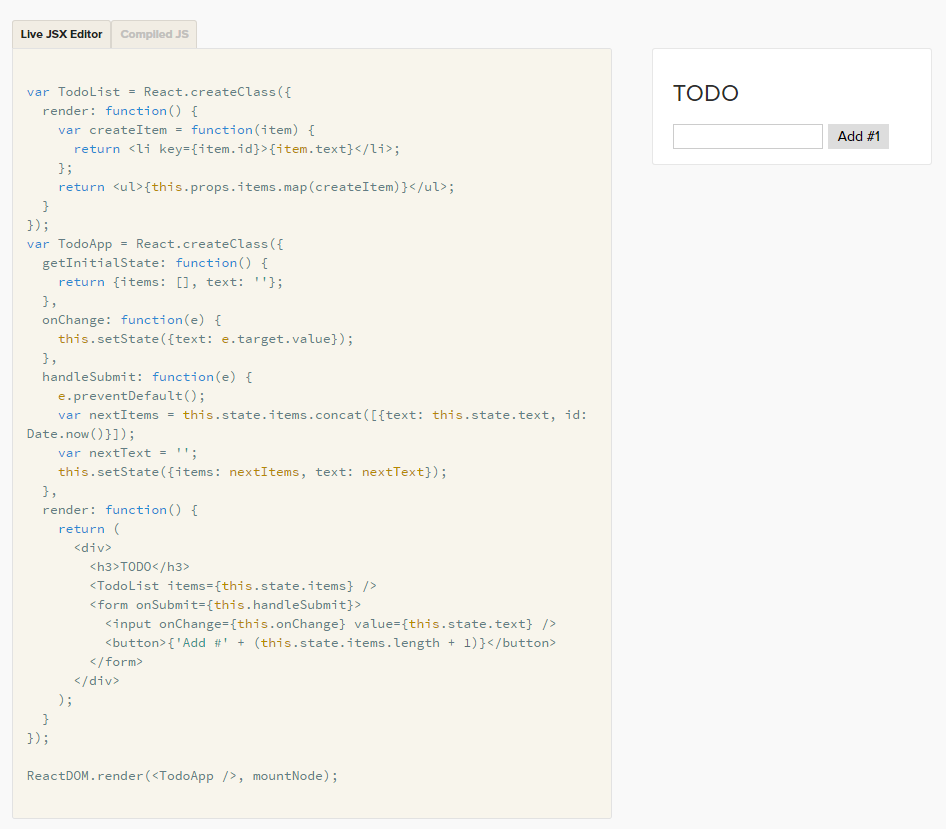 Live JSX Editor
Compiled JS
var TodoList = React.createClass({
  render: function() {
    var createItem = function(item) {
      return <li key={item.id}>{item.text}</li>;
    };
    return <ul>{this.props.items.map(createItem)}</ul>;
  }
});
var TodoApp = React.createClass({
  getInitialState: function() {
    return {items: [], text: ''};
  },
  onChange: function(e) {
    this.setState({text: e.target.value});
  },
  handleSubmit: function(e) {
    e.preventDefault();
    var nextItems = this.state.items.concat([{text: this.state.text, id:
Date.now()}]);
    var nextText = '';
    this.setState({items: nextItems, text: nextText});
  },
  render: function() {
    return (
      <div>
        <h3>TODO</h3>
        <TodoList items={this.state.items} />
        <form onSubmit={this.handleSubmit}>
          <input onChange={this.onChange} value={this.state.text} />
          <button>{'Add #' + (this.state.items.length + 1)}</button>
        </form>
      </div>
    );
  }
});

ReactDOM.render(<TodoApp />, mountNode);
TODO
Add #1